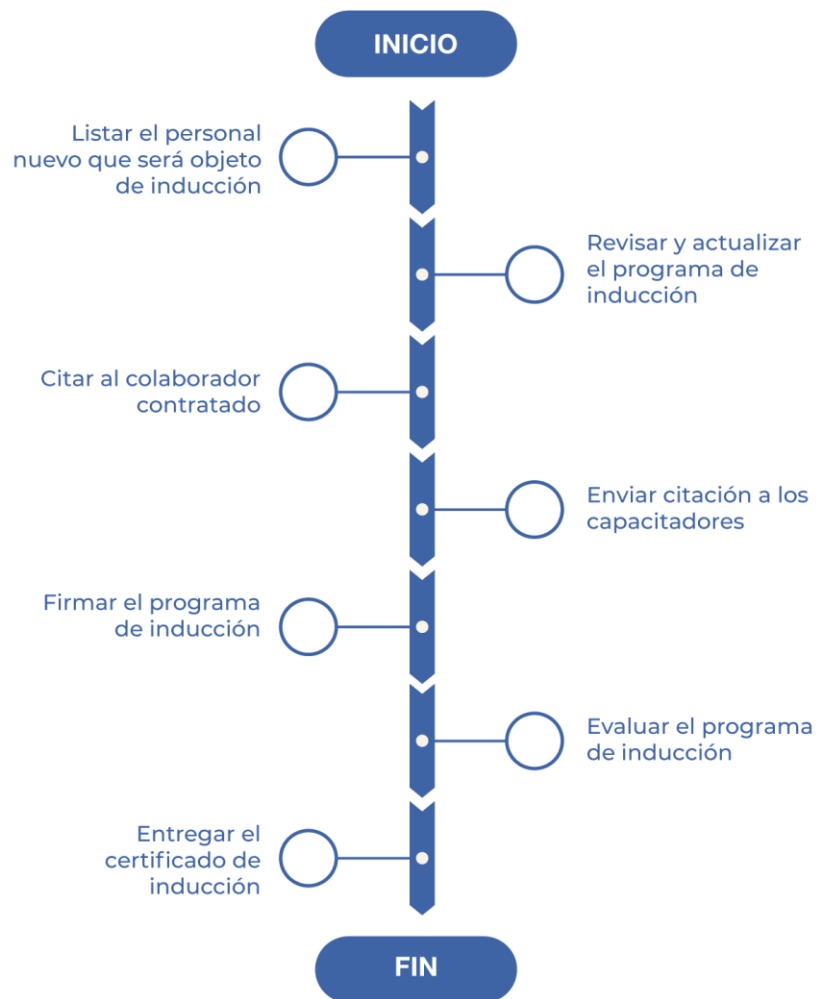 INICIO
Listar el personal
nuevo que será objeto
de inducción
Revisar y actualizar
el programa de
inducción
Citar al colaborador
contratado
Enviar citación a los
capacitadores
Firmar el programa
de inducción
Evaluar el programa
de inducción
Entregar el
certificado de
inducción
FIN